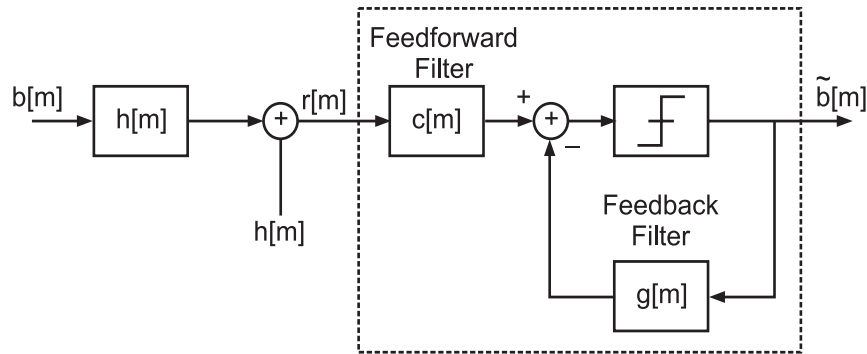 Feedforward
Filter
b[m]
h[m]
+
r[m]
c[m]
+
+
−
b̃[m]
h[m]
Feedback
Filter
g[m]